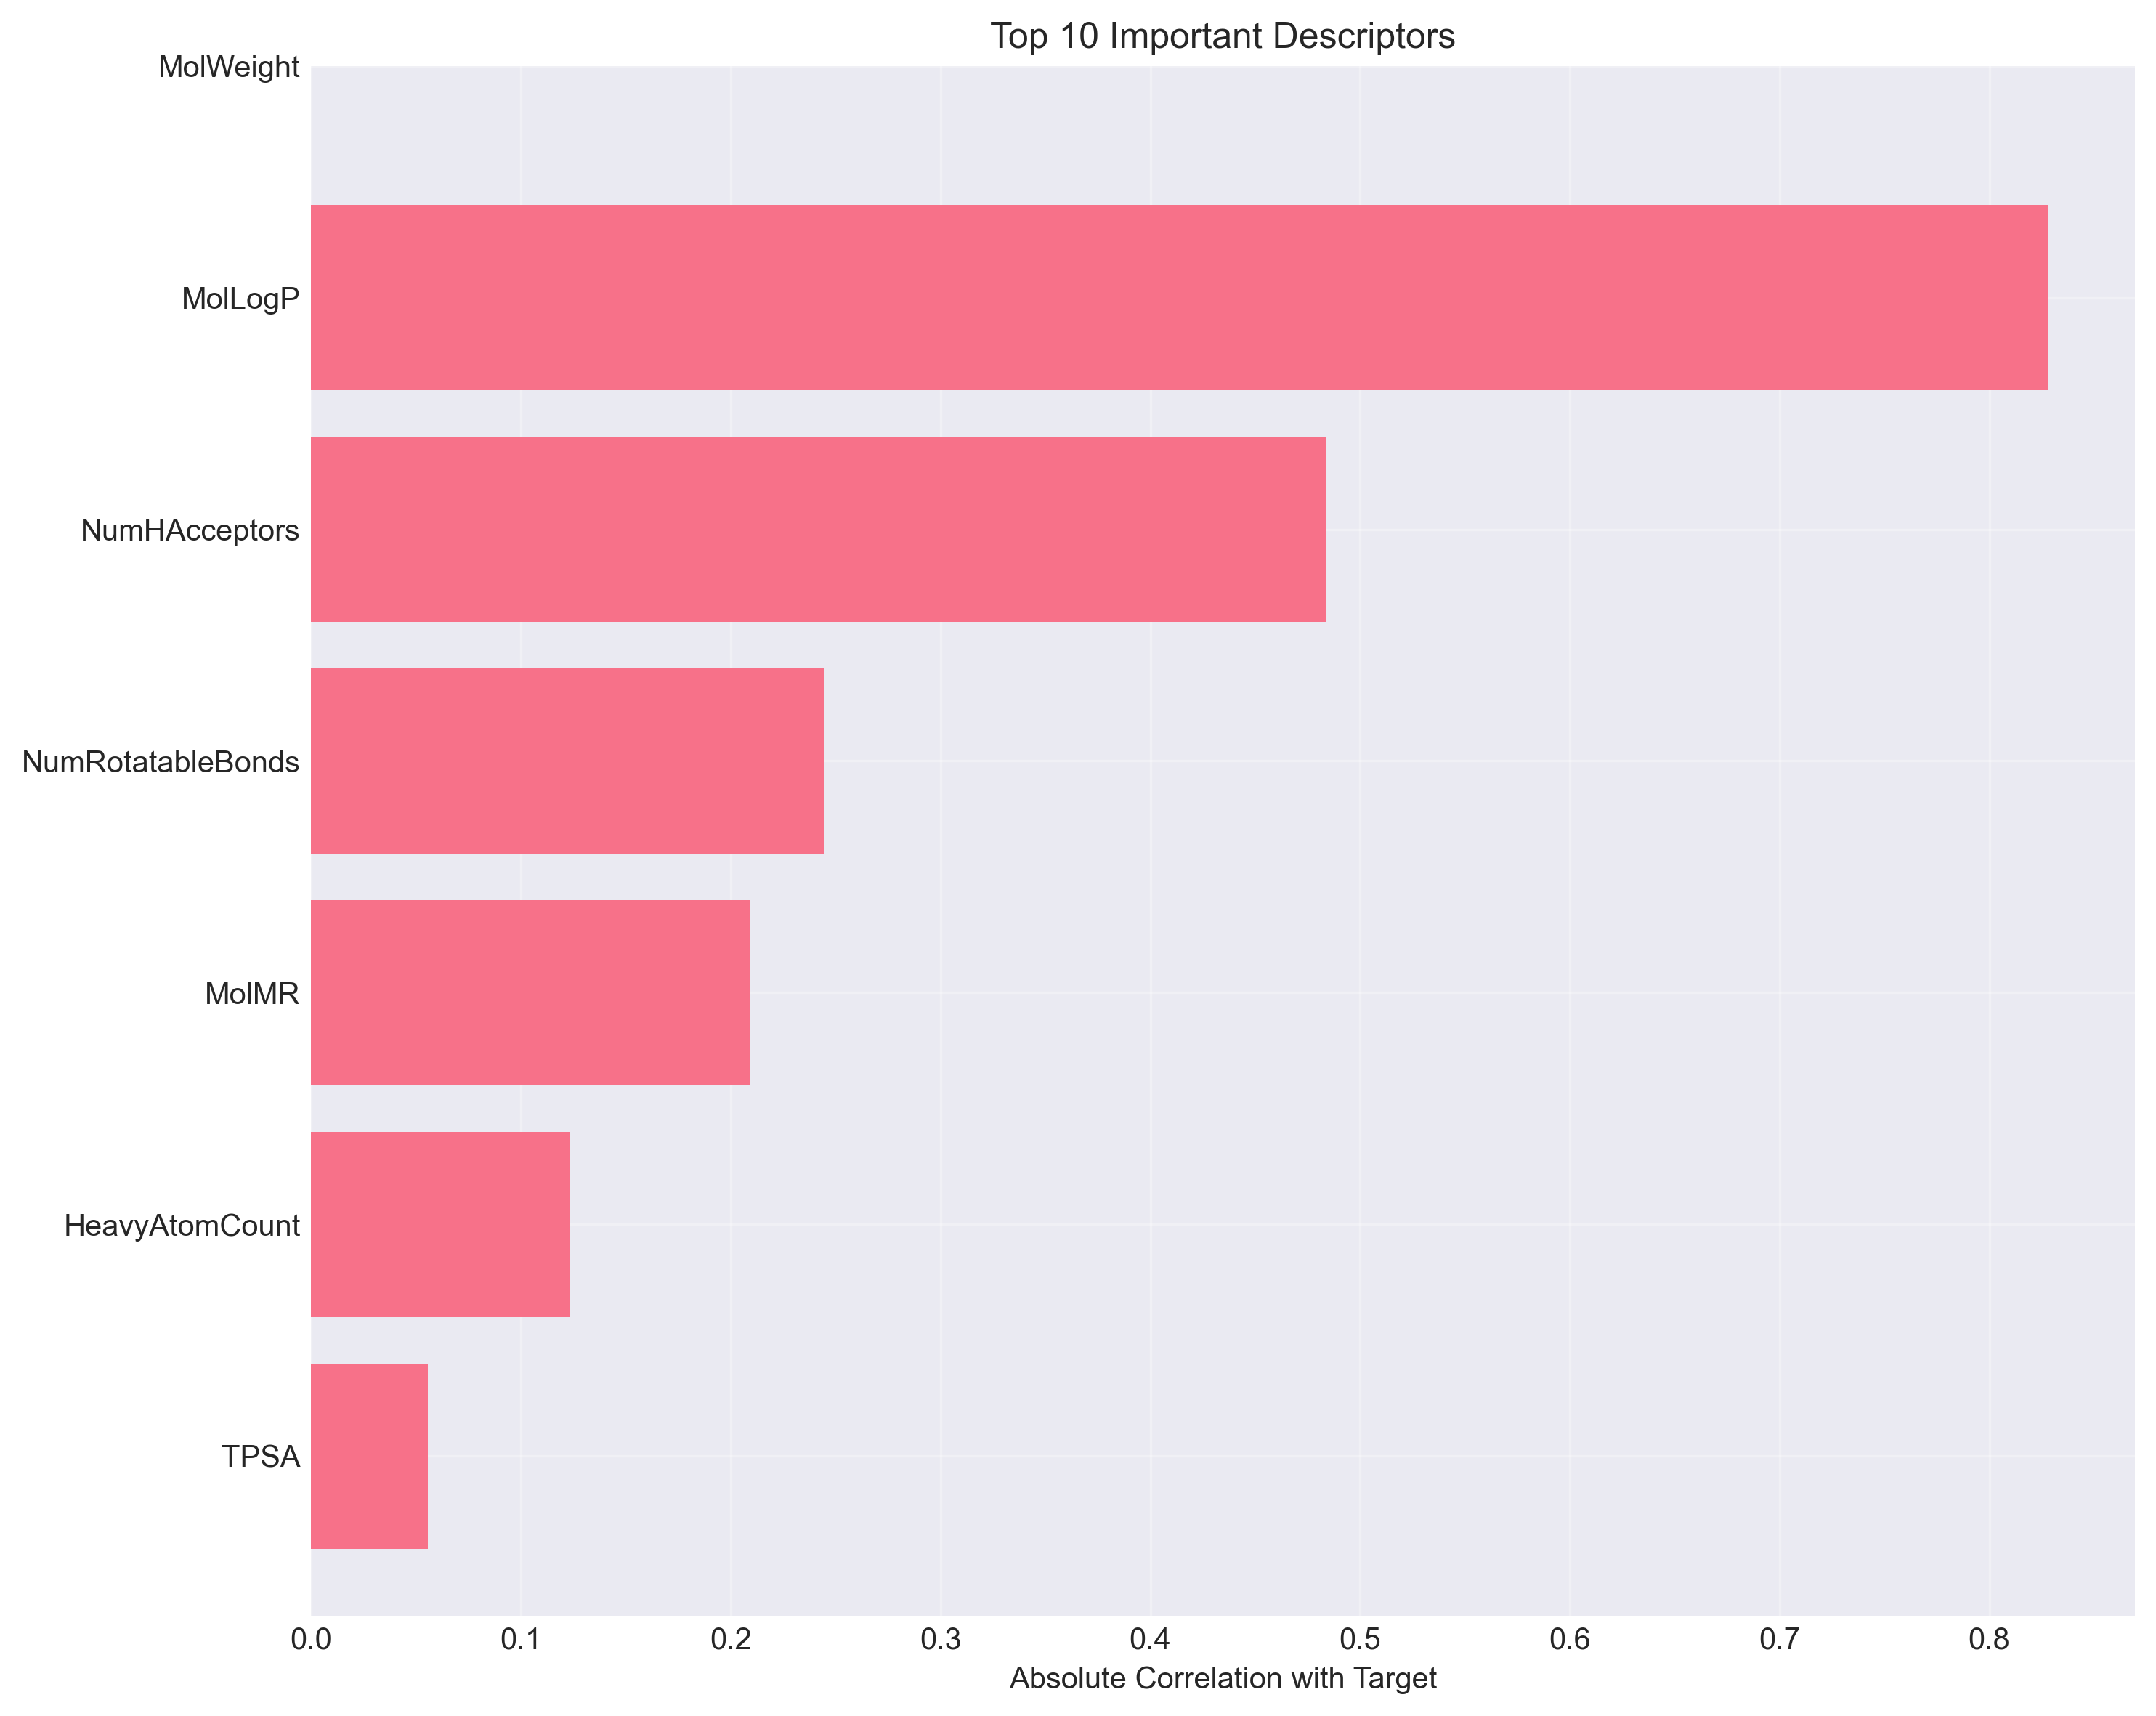 Top 10 Important Descriptors
MolWeight
MolLogP
NumHAcceptors
NumRotatableBonds
MolMR
HeavyAtomCount
TPSA
0.0 0.1 0.2 0.3 0.4 0.5 0.6 0.7 0.8
Absolute Correlation with Target